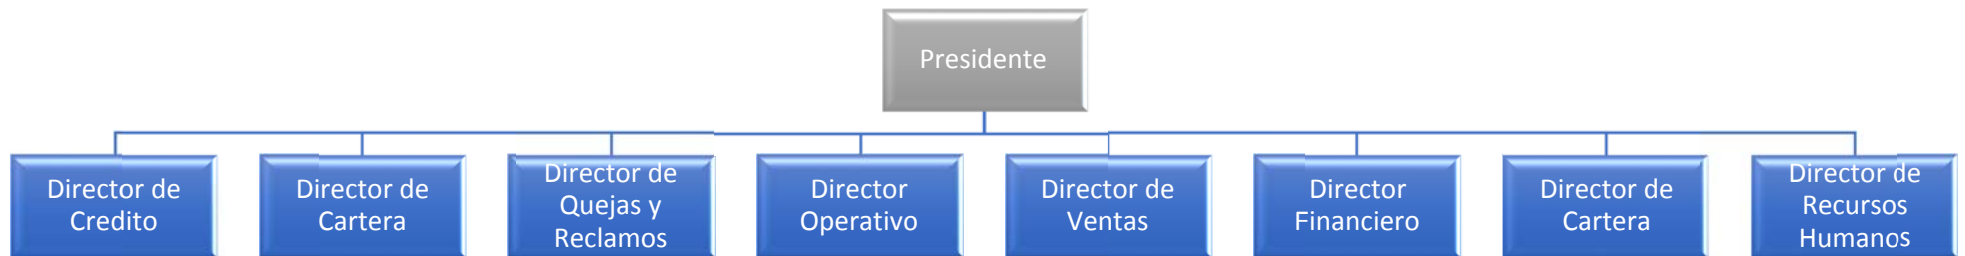 Presidente
Director de
Credito
Director de
Cartera
Director de
Quejas y
Reclamos
Director
Operativo
Director de
Ventas
Director
Financiero
Director de
Cartera
Director de
Recursos
Humanos